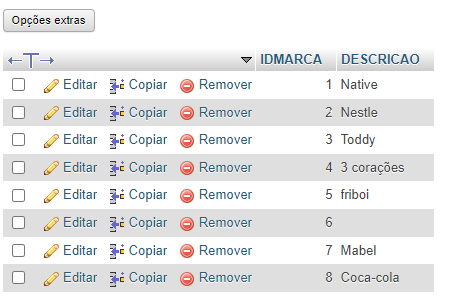 Opções extras
←T→ IDMARCA DESCRICAO
Editar Copiar Remover 1 Native
Editar Copiar Remover 2 Nestle
Editar Copiar Remover 3 Toddy
Editar Copiar Remover 4 3 corações
Editar Copiar Remover 5 friboi
Editar Copiar Remover 6
Editar Copiar Remover 7 Mabel
Editar Copiar Remover 8 Coca-cola